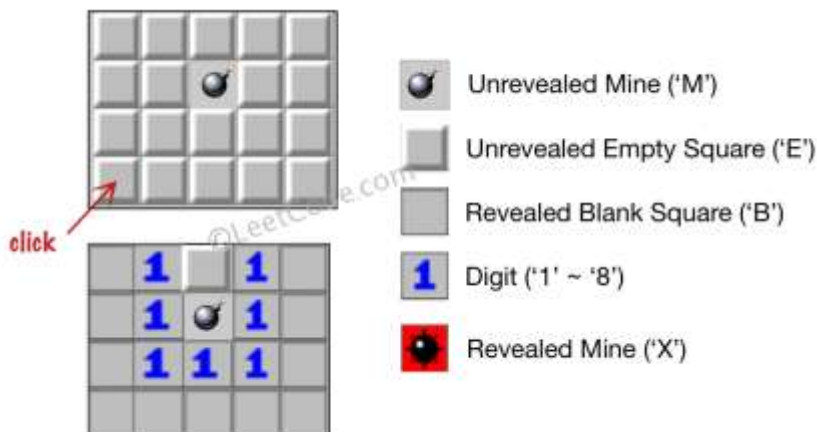 Unrevealed Mine ('M')
Unrevealed Empty Square ('E')
Revealed Blank Square ('B')
Digit ('1' ~ '8')
Revealed Mine ('X')
1
click
©LeetCode.com
1 1
1 1
1 1 1